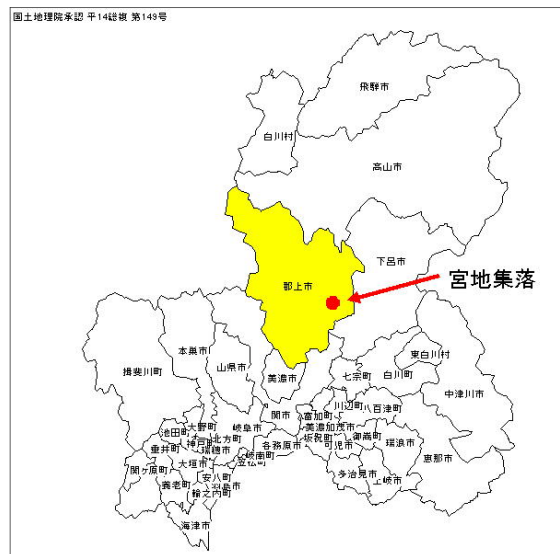 国土地理院承認 平14総複 第149号
飛騨市
白川村
高山市
下呂市
宮地集落
郡上市
本巣市
山県市
揖斐川町
美濃市
七宗町
白川町
東白川村
中津川市
関市
富加町
川辺町
八百津町
池田町
大野町
岐阜市
北方町
神戸町
瑞穂市
垂井町
岐南町
笠松町
各務原市
美濃加茂市
坂祝町
可児市
御嵩町
瑞浪市
恵那市
関ヶ原町
大垣市
養老町
安八町
羽島市
輪之内町
多治見市
土岐市
海津市